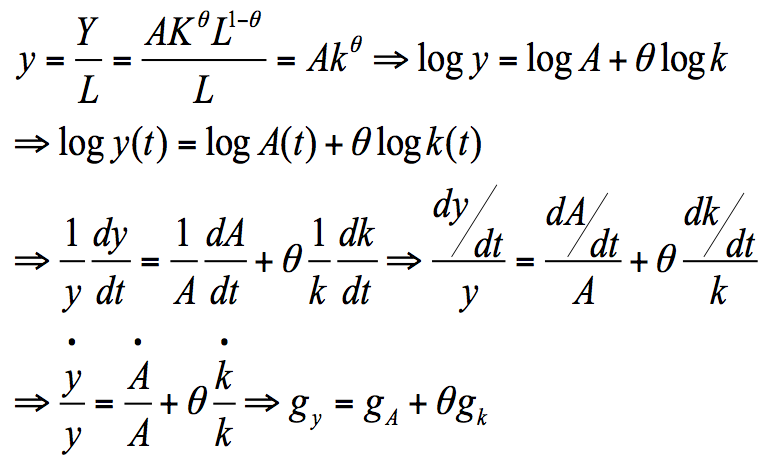 y = Y/L = AK^θ L^(1−θ) / L = Ak^θ ⇒ log y = log A + θ log k
⇒ log y(t) = log A(t) + θ log k(t)
⇒ (1/y)(dy/dt) = (1/A)(dA/dt) + θ(1/k)(dk/dt) ⇒ (dy/dt)/y = (dA/dt)/A + θ (dk/dt)/k
⇒ ẏ/y = Ȧ/A + θ k̇/k ⇒ g_y = g_A + θg_k